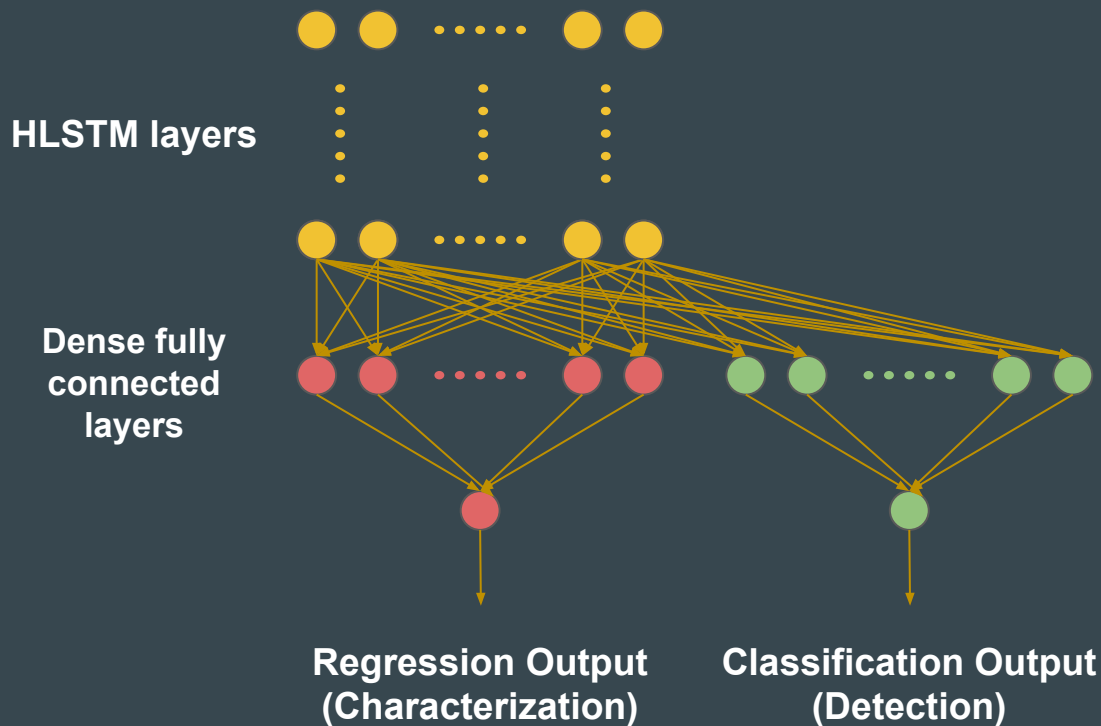 HLSTM layers
Dense fully
connected
layers
Regression Output
(Characterization)
Classification Output
(Detection)